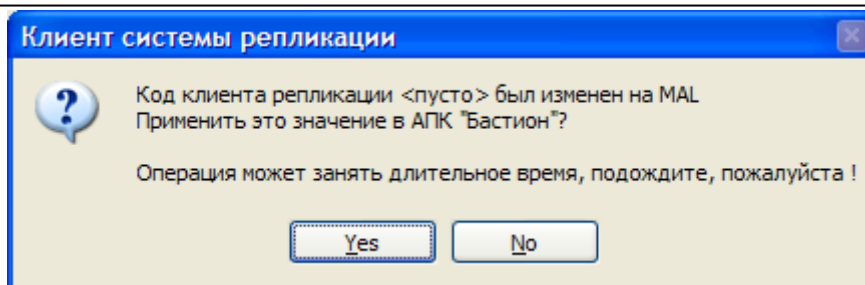 Клиент системы репликации
Код клиента репликации <пусто> был изменен на MAL
Применить это значение в АПК "Бастион"?
Операция может занять длительное время, подождите, пожалуйста !
Yes
No